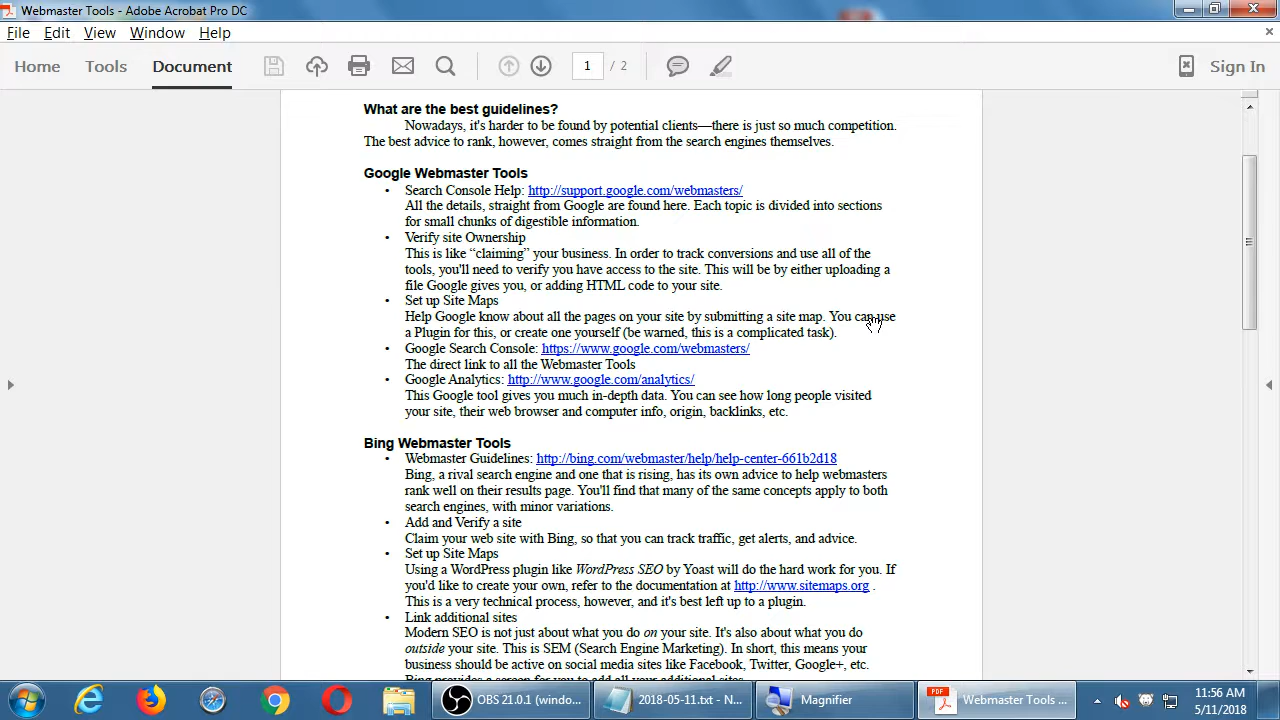 Webmaster Tools - Adobe Acrobat Pro DC
File Edit View Window Help
Home Tools Document 1 / 2 Sign In
What are the best guidelines?
Nowadays, it's harder to be found by potential clients—there is just so much competition.
The best advice to rank, however, comes straight from the search engines themselves.
Google Webmaster Tools
• Search Console Help: http://support.google.com/webmasters/
All the details, straight from Google are found here. Each topic is divided into sections
for small chunks of digestible information.
• Verify site Ownership
This is like “claiming” your business. In order to track conversions and use all of the
tools, you'll need to verify you have access to the site. This will be by either uploading a
file Google gives you, or adding HTML code to your site.
• Set up Site Maps
Help Google know about all the pages on your site by submitting a site map. You can use
a Plugin for this, or create one yourself (be warned, this is a complicated task).
• Google Search Console: https://www.google.com/webmasters/
The direct link to all the Webmaster Tools
• Google Analytics: http://www.google.com/analytics/
This Google tool gives you much in-depth data. You can see how long people visited
your site, their web browser and computer info, origin, backlinks, etc.
Bing Webmaster Tools
• Webmaster Guidelines: http://bing.com/webmaster/help/help-center-661b2d18
Bing, a rival search engine and one that is rising, has its own advice to help webmasters
rank well on their results page. You'll find that many of the same concepts apply to both
search engines, with minor variations.
• Add and Verify a site
Claim your web site with Bing, so that you can track traffic, get alerts, and advice.
• Set up Site Maps
Using a WordPress plugin like WordPress SEO by Yoast will do the hard work for you. If
you'd like to create your own, refer to the documentation at http://www.sitemaps.org .
This is a very technical process, however, and it's best left up to a plugin.
• Link additional sites
Modern SEO is not just about what you do on your site. It's also about what you do
outside your site. This is SEM (Search Engine Marketing). In short, this means your
business should be active on social media sites like Facebook, Twitter, Google+, etc.
Bing provides a screen for you to add all your additional sites.
OBS 21.0.1 (windo... 2018-05-11.txt - N... Magnifier PDF Webmaster Tools ... 11:56 AM
5/11/2018